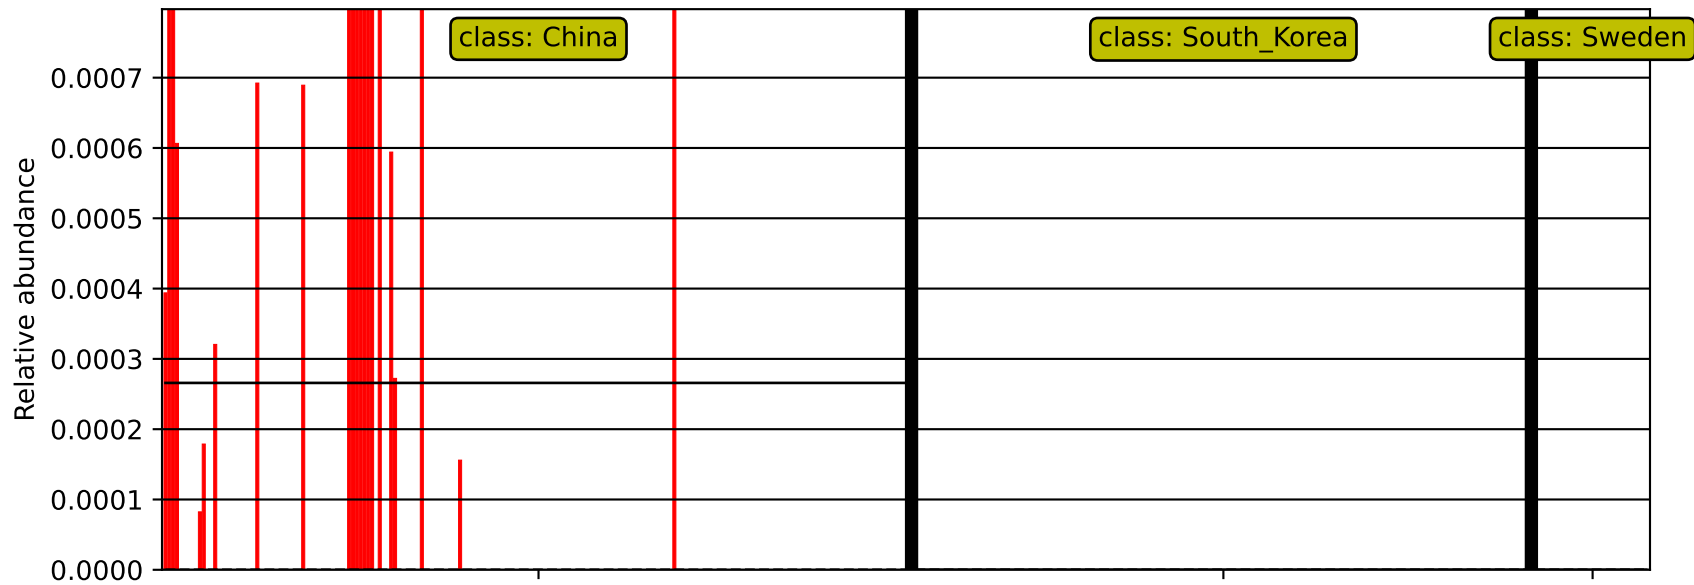 class: China
class: South_Korea
class: Sweden
Relative abundance
0.0007
0.0006
0.0005
0.0004
0.0003
0.0002
0.0001
0.0000